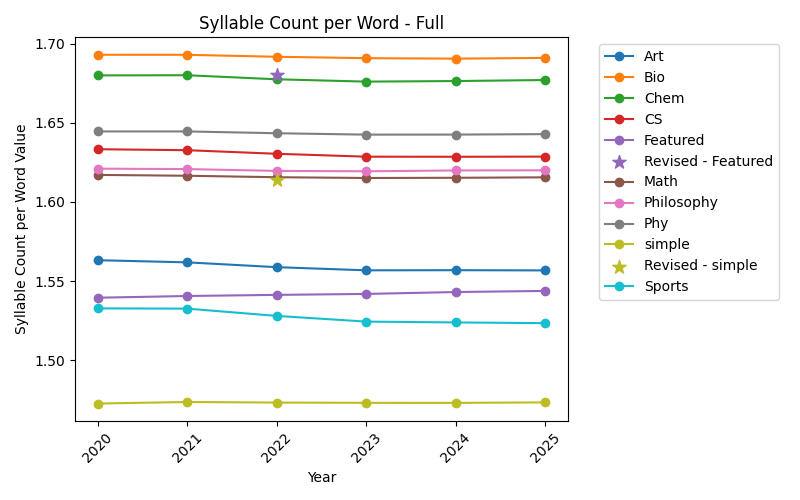 Syllable Count per Word - Full
Syllable Count per Word Value
1.70
1.65
1.60
1.55
1.50
2020
2021
2022
2023
2024
2025
Year
Art
Bio
Chem
CS
Featured
Revised - Featured
Math
Philosophy
Phy
simple
Revised - simple
Sports